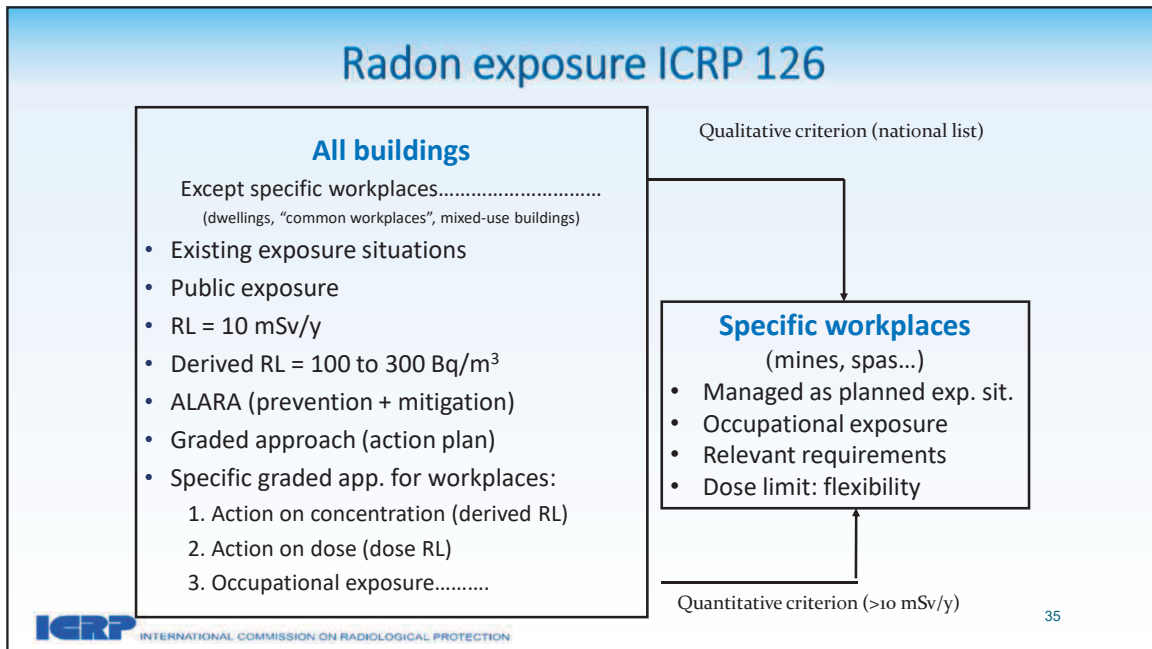 Radon exposure ICRP 126
All buildings
Except specific workplaces…………………………
(dwellings, “common workplaces”, mixed-use buildings)
• Existing exposure situations
• Public exposure
• RL = 10 mSv/y
• Derived RL = 100 to 300 Bq/m³
• ALARA (prevention + mitigation)
• Graded approach (action plan)
• Specific graded app. for workplaces:
1. Action on concentration (derived RL)
2. Action on dose (dose RL)
3. Occupational exposure……….
Qualitative criterion (national list)
Specific workplaces
(mines, spas…)
• Managed as planned exp. sit.
• Occupational exposure
• Relevant requirements
• Dose limit: flexibility
Quantitative criterion (>10 mSv/y)
ICRP INTERNATIONAL COMMISSION ON RADIOLOGICAL PROTECTION
35